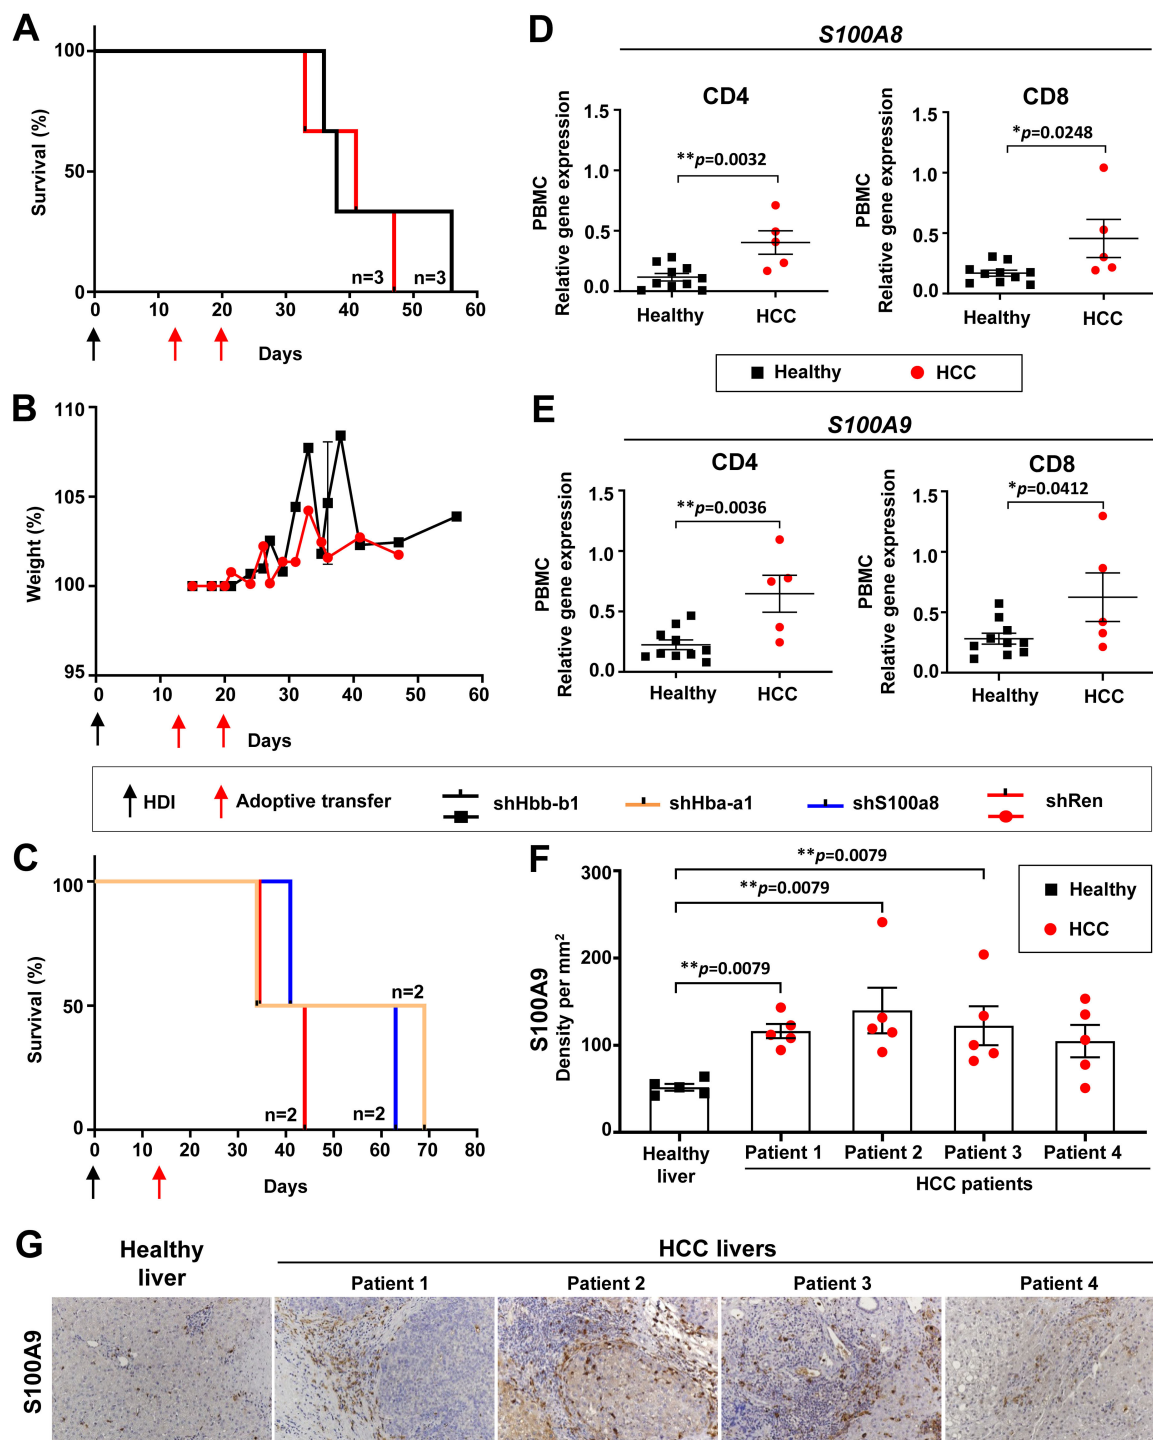 A
100
50
0
Survival (%)
n=3
n=3
0
10
20
30
40
50
60
Days
B
110
105
100
95
Weight (%)
0
10
20
30
40
50
60
Days
HDI
Adoptive transfer
shHbb-b1
shHba-a1
shS100a8
shRen
C
100
50
0
Survival (%)
n=2
n=2
n=2
0
10
20
30
40
50
60
70
80
Days
D
S100A8
CD4
PBMC
Relative gene expression
1.5
1.0
0.5
0.0
**p=0.0032
Healthy
HCC
CD8
PBMC
Relative gene expression
1.5
1.0
0.5
0.0
*p=0.0248
Healthy
HCC
Healthy
HCC
E
S100A9
CD4
PBMC
Relative gene expression
1.5
1.0
0.5
0.0
**p=0.0036
Healthy
HCC
CD8
PBMC
Relative gene expression
1.5
1.0
0.5
0.0
*p=0.0412
Healthy
HCC
F
S100A9
Density per mm²
300
200
100
0
**p=0.0079
**p=0.0079
**p=0.0079
Healthy
HCC
Healthy
liver
Patient 1
Patient 2
Patient 3
Patient 4
HCC patients
G
Healthy
liver
HCC livers
Patient 1
Patient 2
Patient 3
Patient 4
S100A9